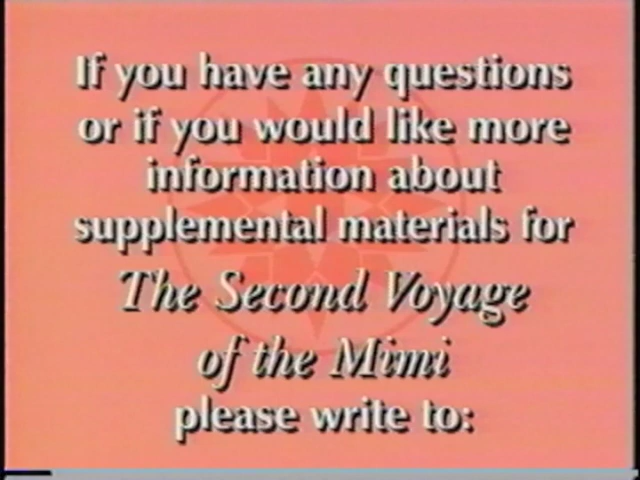 If you have any questions
or if you would like more
information about
supplemental materials for
The Second Voyage
of the Mimi
please write to: